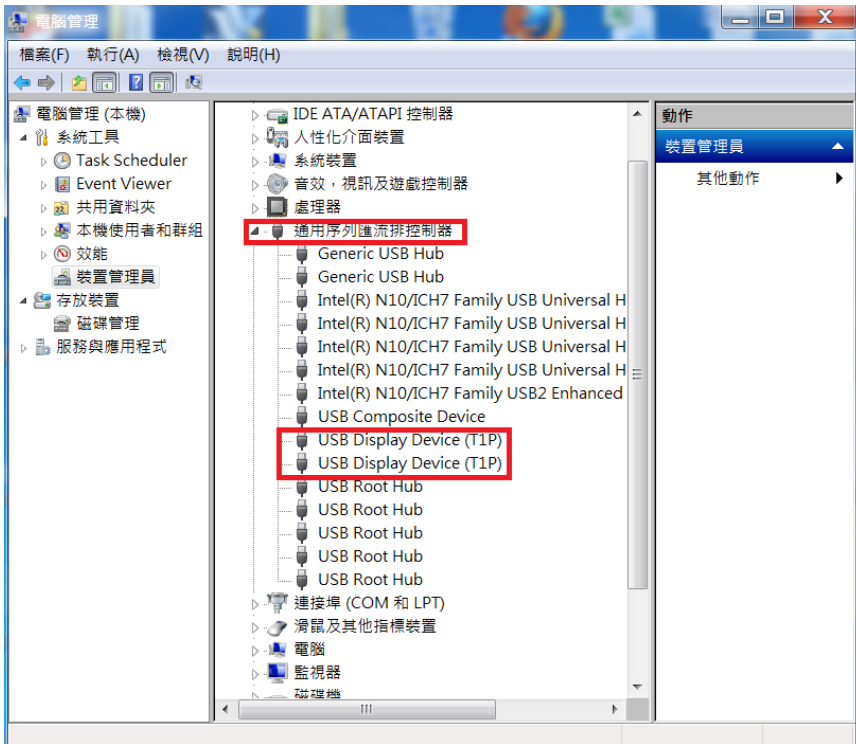 電腦管理
檔案(F) 執行(A) 檢視(V) 說明(H)
電腦管理 (本機)
系統工具
Task Scheduler
Event Viewer
共用資料夾
本機使用者和群組
效能
裝置管理員
存放裝置
磁碟管理
服務與應用程式
IDE ATA/ATAPI 控制器
人性化介面裝置
系統裝置
音效，視訊及遊戲控制器
處理器
通用序列匯流排控制器
Generic USB Hub
Generic USB Hub
Intel(R) N10/ICH7 Family USB Universal H
Intel(R) N10/ICH7 Family USB Universal H
Intel(R) N10/ICH7 Family USB Universal H
Intel(R) N10/ICH7 Family USB Universal H
Intel(R) N10/ICH7 Family USB2 Enhanced
USB Composite Device
USB Display Device (T1P)
USB Display Device (T1P)
USB Root Hub
USB Root Hub
USB Root Hub
USB Root Hub
USB Root Hub
連接埠 (COM 和 LPT)
滑鼠及其他指標裝置
電腦
監視器
磁碟機
動作
裝置管理員
其他動作